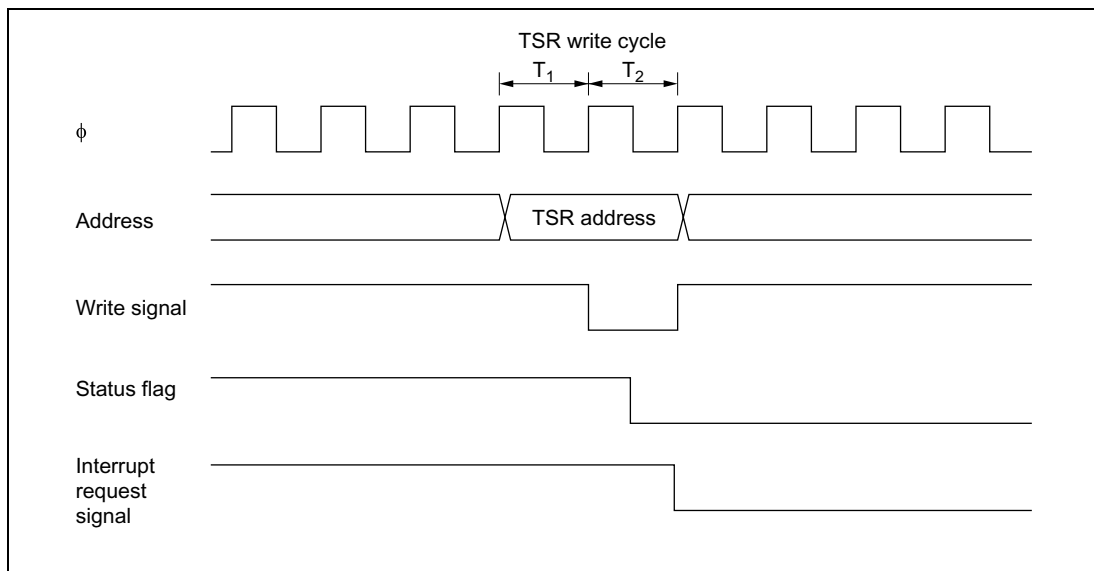 TSR write cycle
T₁ T₂
ϕ
Address
TSR address
Write signal
Status flag
Interrupt
request
signal